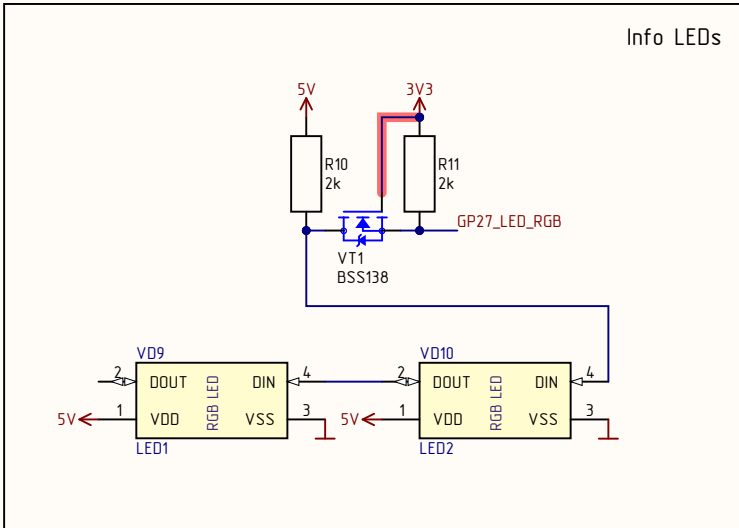 Info LEDs
5V
3V3
R10
2k
R11
2k
GP27_LED_RGB
VT1
BSS138
VD9
2
DOUT
DIN
4
RGB LED
5V
1
VDD
VSS
3
LED1
VD10
2
DOUT
DIN
4
RGB LED
5V
1
VDD
VSS
3
LED2